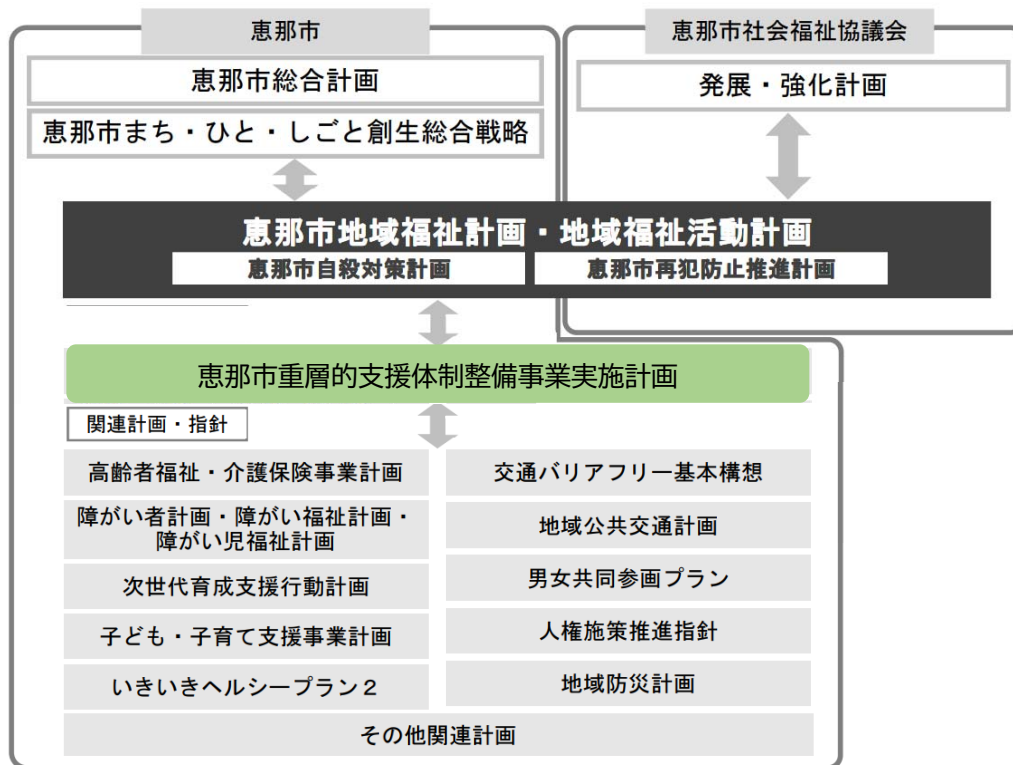 恵那市
恵那市社会福祉協議会
恵那市総合計画
発展・強化計画
恵那市まち・ひと・しごと創生総合戦略
恵那市地域福祉計画・地域福祉活動計画
恵那市自殺対策計画
恵那市再犯防止推進計画
恵那市重層的支援体制整備事業実施計画
関連計画・指針
高齢者福祉・介護保険事業計画
障がい者計画・障がい福祉計画・
障がい児福祉計画
次世代育成支援行動計画
子ども・子育て支援事業計画
いきいきヘルシープラン２
交通バリアフリー基本構想
地域公共交通計画
男女共同参画プラン
人権施策推進指針
地域防災計画
その他関連計画